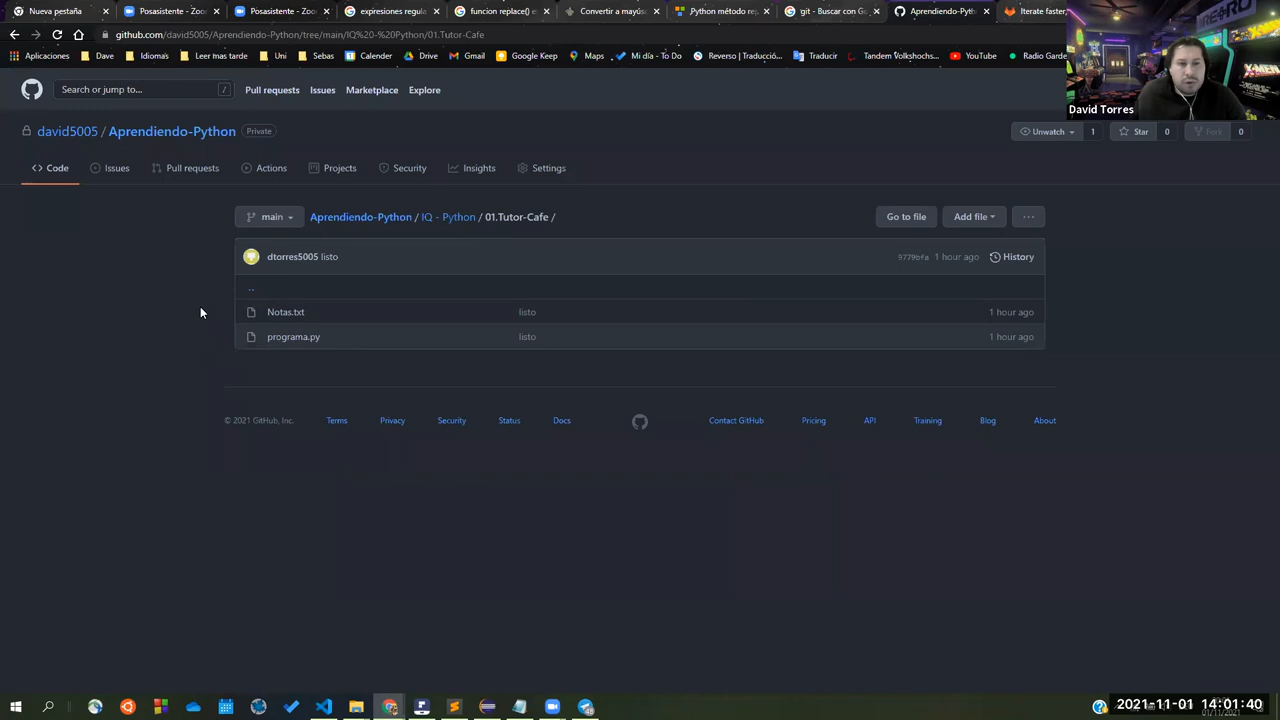 Nueva pestaña
Posasistente - Zoo
Posasistente - Zoo
expresiones regula
funcion replace() e
Convertir a mayús
Python método re
git - Buscar con Go
Aprendiendo-Pyth
Iterate faster,
github.com/david5005/Aprendiendo-Python/tree/main/IQ%20-%20Python/01.Tutor-Cafe
Aplicaciones
Dave
Idiomas
Leer mas tarde
Uni
Sebas
Calender
Drive
Gmail
Google Keep
Maps
Mi día - To Do
Reverso | Traducció...
Traducir
Tandem Volkshochs...
YouTube
Radio Garde
David Torres
Search or jump to...
/
Pull requests
Issues
Marketplace
Explore
david5005 / Aprendiendo-Python
Private
Unwatch
1
Star
0
Fork
0
Code
Issues
Pull requests
Actions
Projects
Security
Insights
Settings
main
Aprendiendo-Python / IQ - Python / 01.Tutor-Cafe /
Go to file
Add file
...
dtorres5005 listo
9779bfa 1 hour ago
History
..
Notas.txt
listo
1 hour ago
programa.py
listo
1 hour ago
© 2021 GitHub, Inc.
Terms
Privacy
Security
Status
Docs
Contact GitHub
Pricing
API
Training
Blog
About
2021-11-01 14:01:40